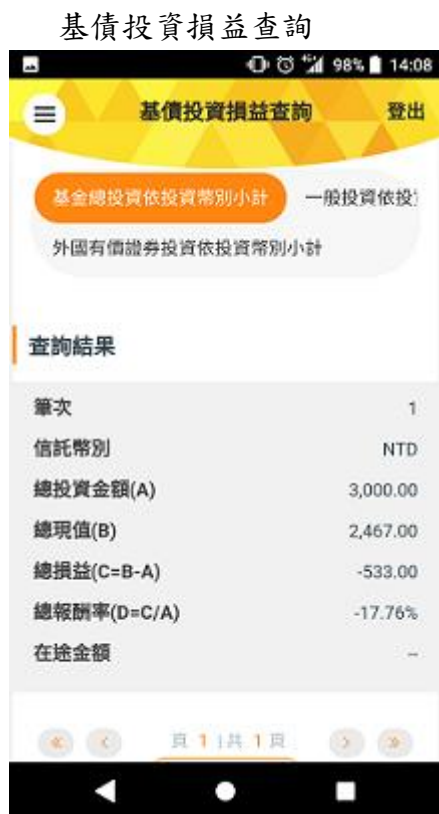 基債投資損益查詢
98% 14:08
基債投資損益查詢 登出
基金總投資依投資幣別小計 一般投資依投
外國有價證券投資依投資幣別小計
查詢結果
筆次 1
信託幣別 NTD
總投資金額(A) 3,000.00
總現值(B) 2,467.00
總損益(C=B-A) -533.00
總報酬率(D=C/A) -17.76%
在途金額 --
« ‹ 頁 1 | 共 1 頁 › »